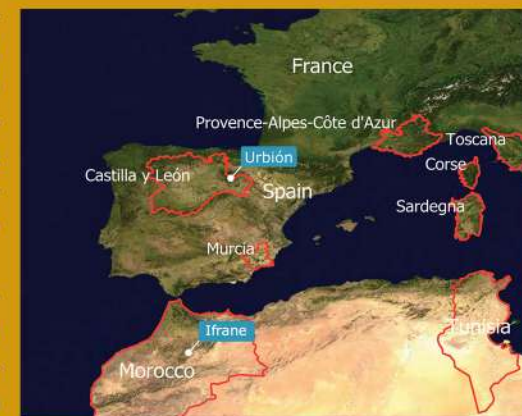 France
Provence-Alpes-Côte d'Azur
Toscana
Urbión
Corse
Castilla y León
Spain
Sardegna
Murcia
Ifrane
Tunisia
Morocco